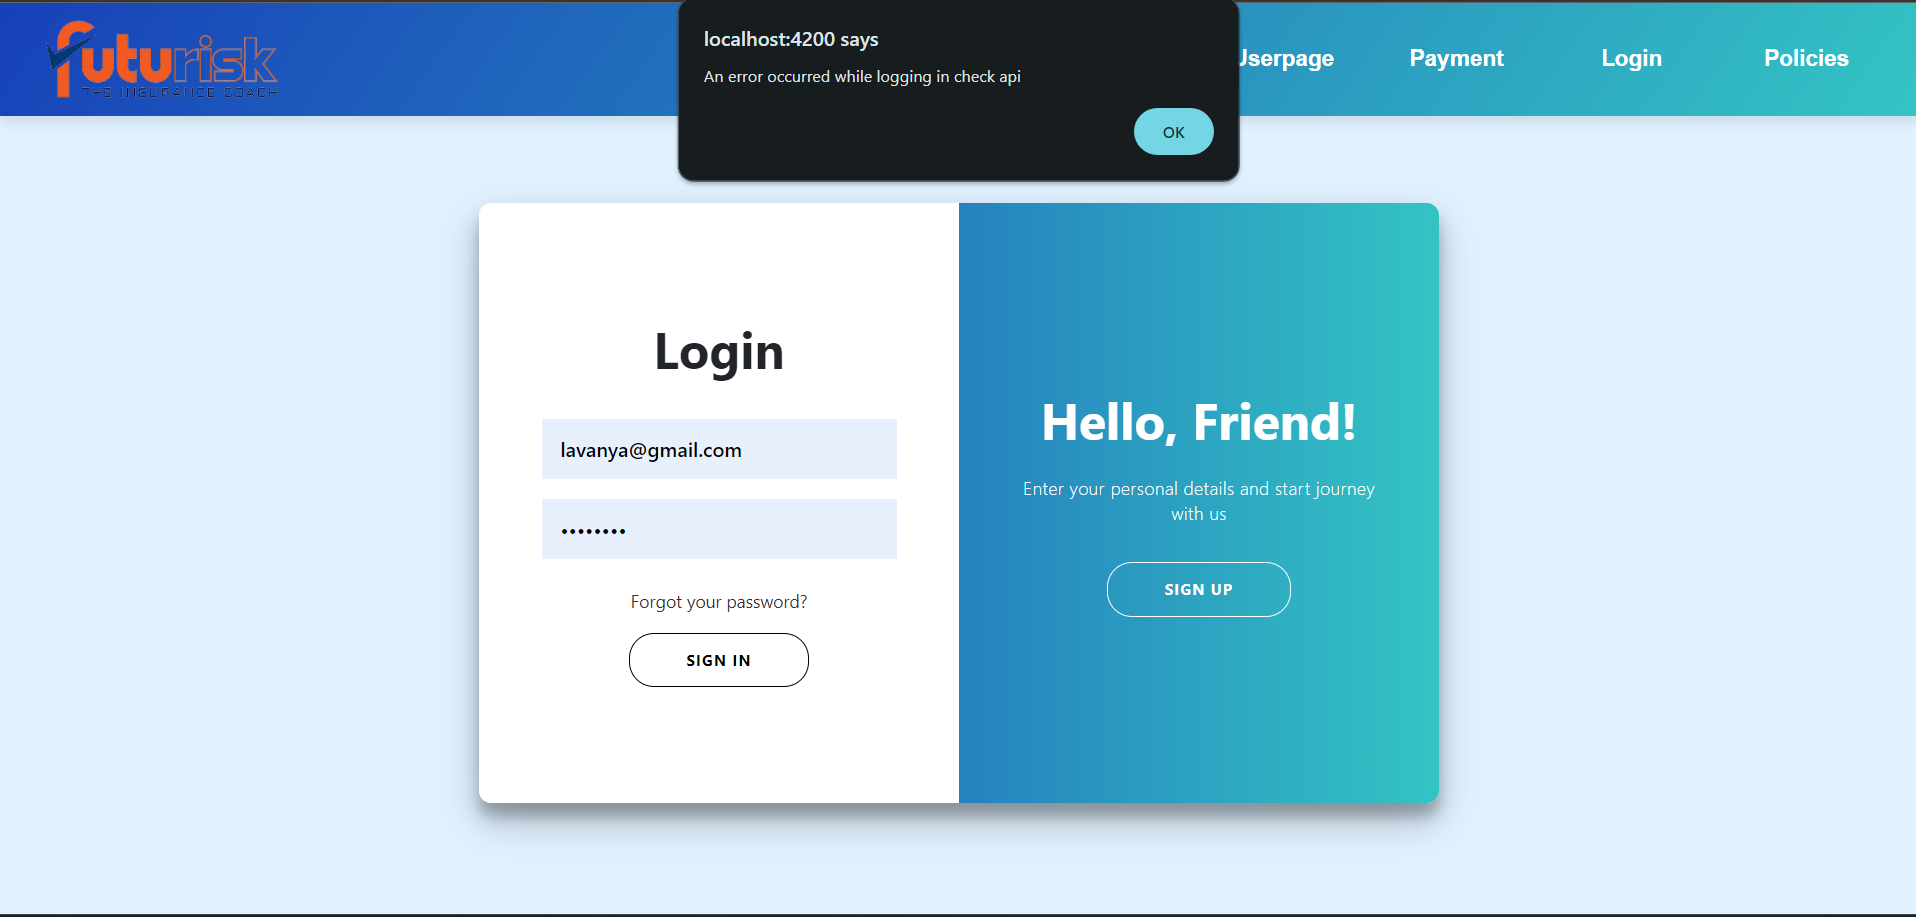 futurisk
THE INSURANCE COACH
localhost:4200 says
An error occurred while logging in check api
OK
Userpage
Payment
Login
Policies
Login
lavanya@gmail.com
••••••••
Forgot your password?
SIGN IN
Hello, Friend!
Enter your personal details and start journey
with us
SIGN UP